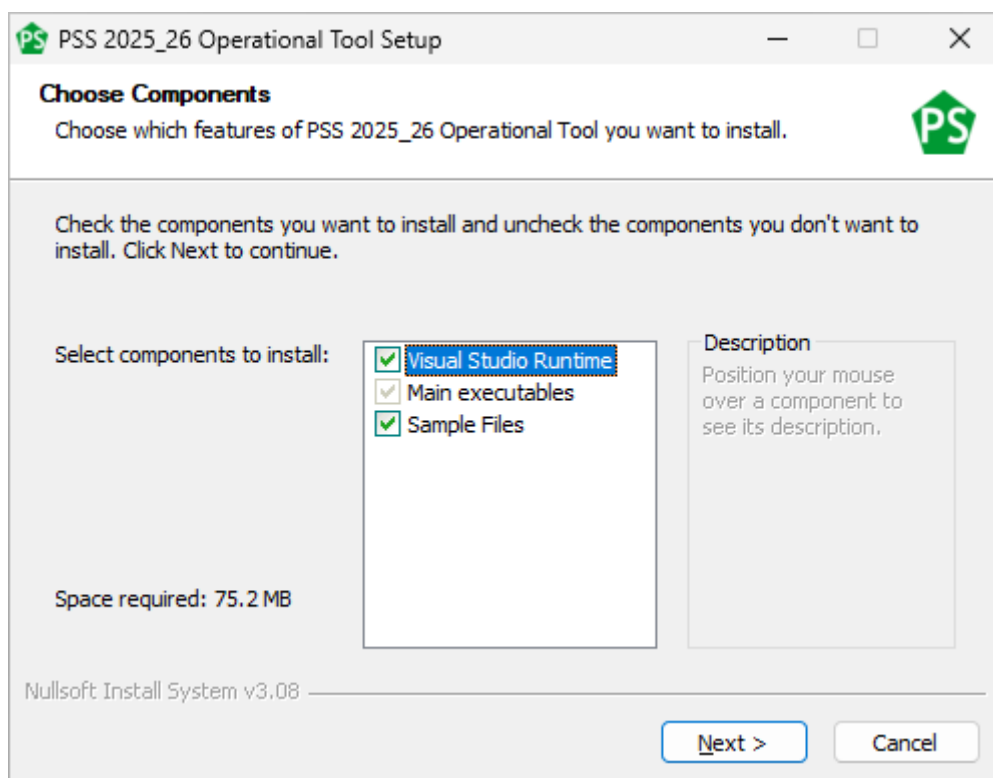 PS PSS 2025_26 Operational Tool Setup
Choose Components
Choose which features of PSS 2025_26 Operational Tool you want to install.
PS
Check the components you want to install and uncheck the components you don't want to
install. Click Next to continue.
Select components to install:
Visual Studio Runtime
Main executables
Sample Files
Description
Position your mouse
over a component to
see its description.
Space required: 75.2 MB
Nullsoft Install System v3.08
Next >
Cancel